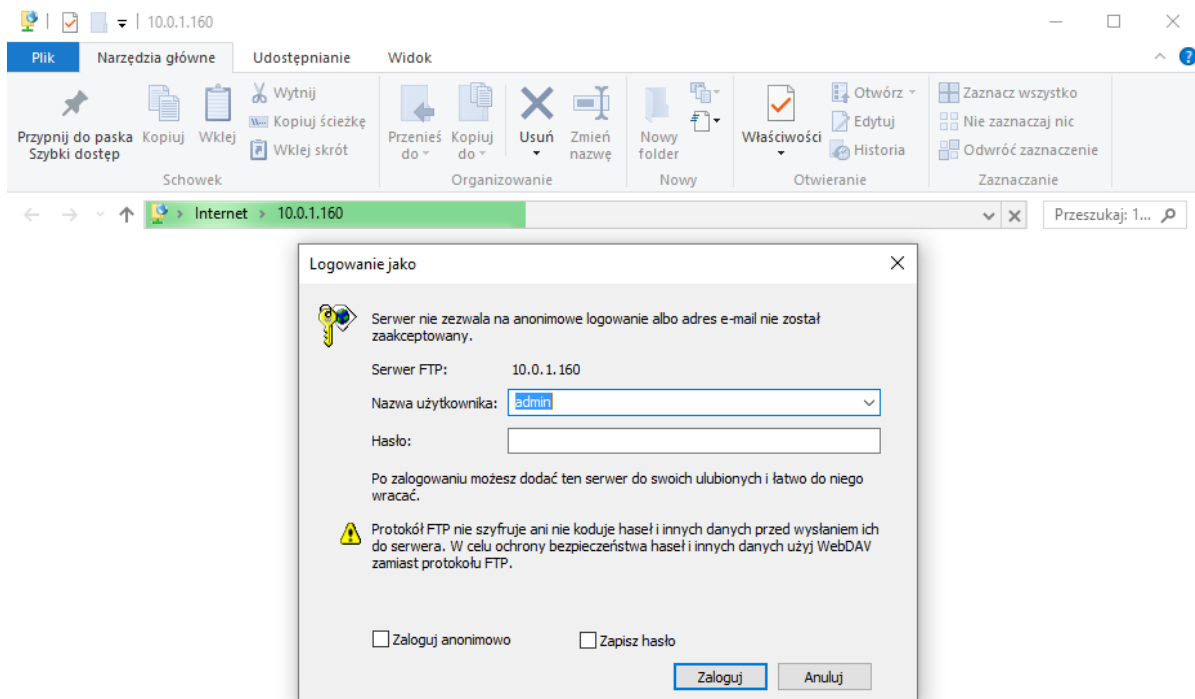 10.0.1.160
Plik Narzędzia główne Udostępnianie Widok
Przypnij do paska
Szybki dostęp
Kopiuj
Wklej
Wytnij
Kopiuj ścieżkę
Wklej skrót
Schowek
Przenieś
do
Kopiuj
do
Usuń
Zmień
nazwę
Organizowanie
Nowy
folder
Nowy
Właściwości
Otwórz
Edytuj
Historia
Otwieranie
Zaznacz wszystko
Nie zaznaczaj nic
Odwróć zaznaczenie
Zaznaczanie
Internet > 10.0.1.160
Przeszukaj: 1...
Logowanie jako
Serwer nie zezwala na anonimowe logowanie albo adres e-mail nie został
zaakceptowany.
Serwer FTP: 10.0.1.160
Nazwa użytkownika: admin
Hasło:
Po zalogowaniu możesz dodać ten serwer do swoich ulubionych i łatwo do niego
wracać.
Protokół FTP nie szyfruje ani nie koduje haseł i innych danych przed wysłaniem ich
do serwera. W celu ochrony bezpieczeństwa haseł i innych danych użyj WebDAV
zamiast protokołu FTP.
Zaloguj anonimowo Zapisz hasło
Zaloguj Anuluj